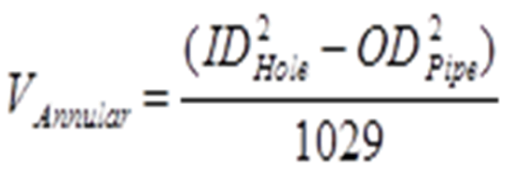 V_Annular = (ID²_Hole − OD²_Pipe)
1029